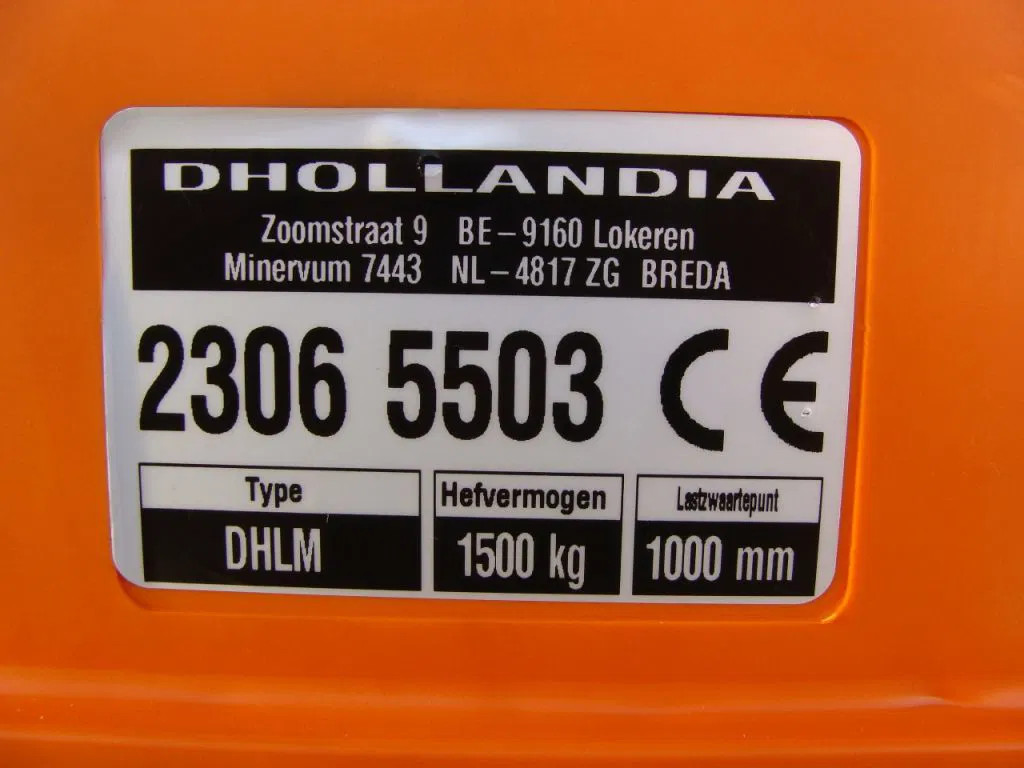 DHOLLANDIA
Zoomstraat 9 BE-9160 Lokeren
Minervum 7443 NL-4817 ZG BREDA
2306 5503 CE
Type Hefvermogen Lastzwaartepunt
DHLM 1500 kg 1000 mm